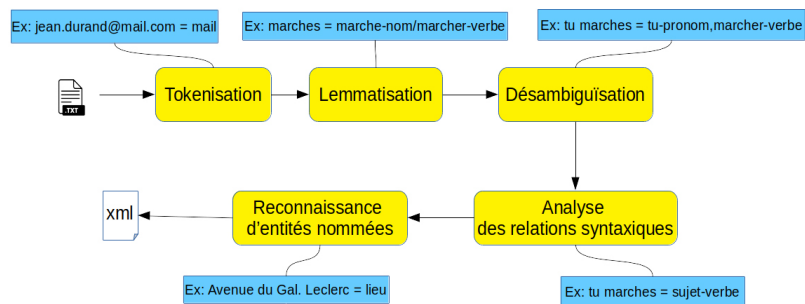 Ex: jean.durand@mail.com = mail
Ex: marches = marche-nom/marcher-verbe
Ex: tu marches = tu-pronom,marcher-verbe
.TXT
Tokenisation
Lemmatisation
Désambiguïsation
xml
Reconnaissance
d'entités nommées
Analyse
des relations syntaxiques
Ex: Avenue du Gal. Leclerc = lieu
Ex: tu marches = sujet-verbe